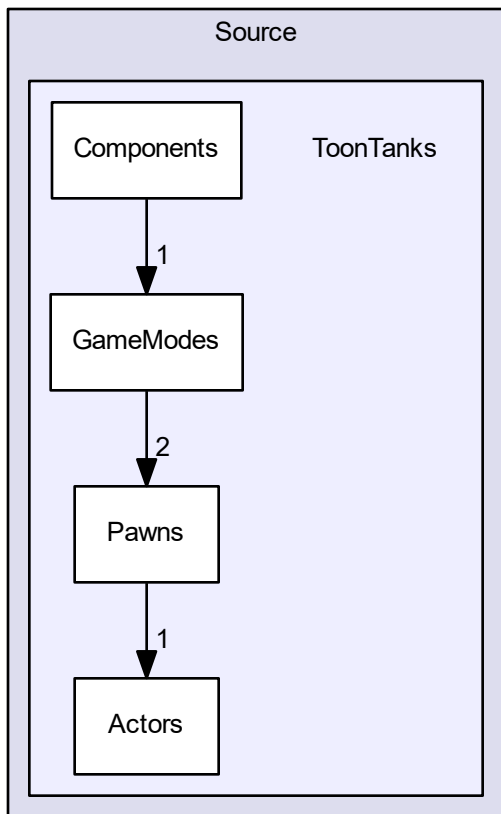 Source
Components
ToonTanks
1
GameModes
2
Pawns
1
Actors